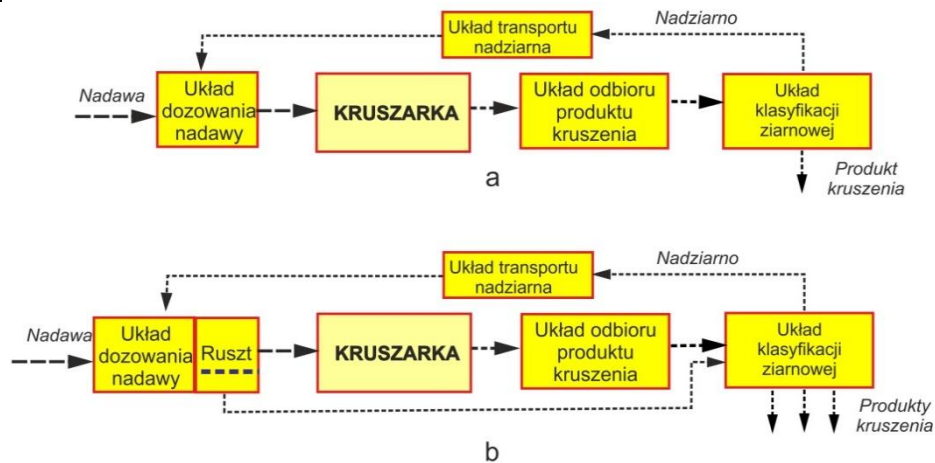 Nadziarno
Układ transportu
nadziarna
Nadawa
Układ
dozowania
nadawy
KRUSZARKA
Układ odbioru
produktu
kruszenia
Układ
klasyfikacji
ziarnowej
Produkt
kruszenia
a
Nadziarno
Układ transportu
nadziarna
Nadawa
Układ
dozowania
nadawy
Ruszt
KRUSZARKA
Układ odbioru
produktu
kruszenia
Układ
klasyfikacji
ziarnowej
Produkty
kruszenia
b